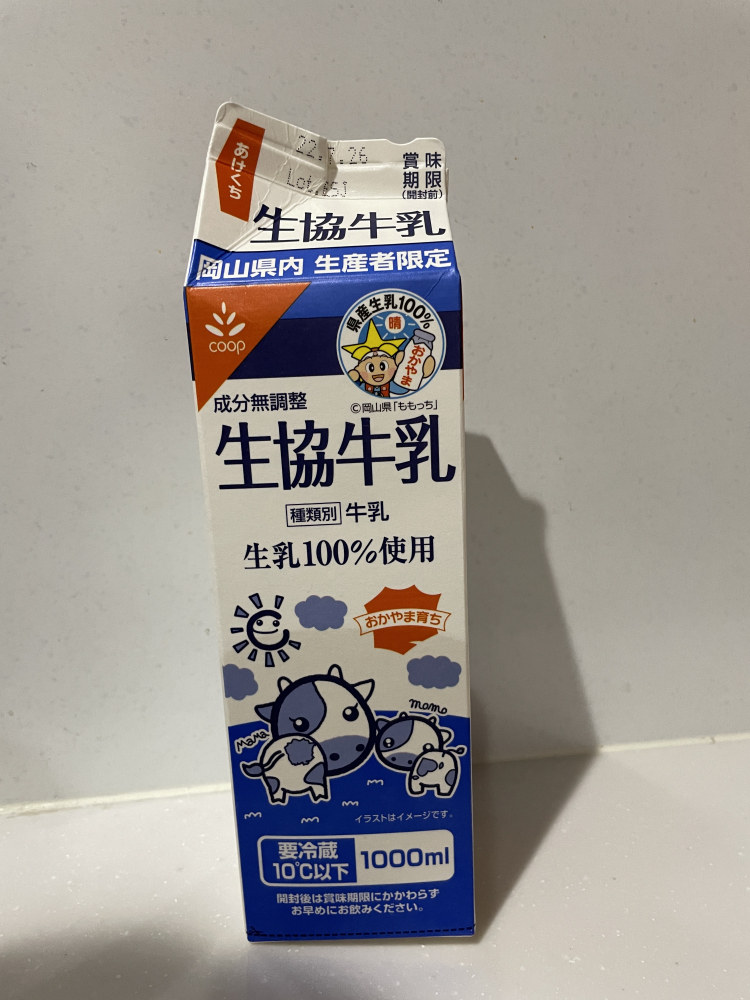 あけくち
22.7.26
Lot.
賞味
期限
(開封前)
生協牛乳
岡山県内 生産者限定
coop
県産生乳100%
晴
おかやま
©岡山県「ももっち」
成分無調整
生協牛乳
種類別 牛乳
生乳100%使用
おかやま育ち
MaMa
momo
イラストはイメージです。
要冷蔵
10℃以下
1000ml
開封後は賞味期限にかかわらず
お早めにお飲みください。